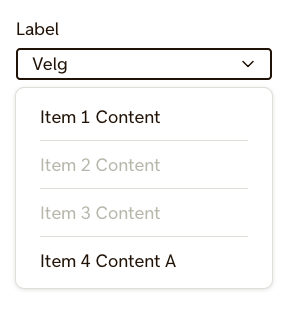 Label
Velg
Item 1 Content
Item 2 Content
Item 3 Content
Item 4 Content A